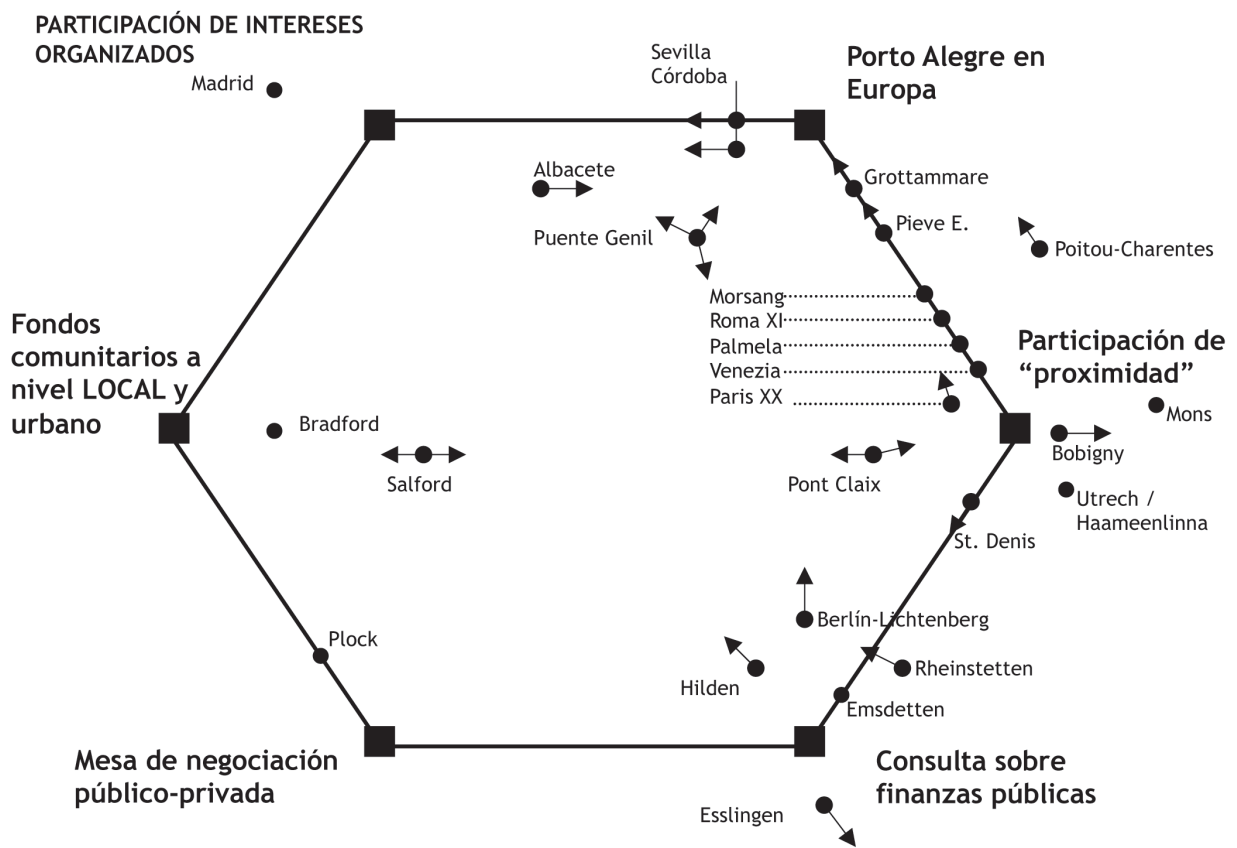 PARTICIPACIÓN DE INTERESES
ORGANIZADOS
Madrid
Sevilla
Córdoba
Porto Alegre en
Europa
Albacete
Grottammare
Puente Genil
Pieve E.
Poitou-Charentes
Morsang
Roma XI
Palmela
Venezia
Paris XX
Fondos
comunitarios a
nivel LOCAL y
urbano
Participación de
“proximidad”
Mons
Bradford
Bobigny
Salford
Pont Claix
Utrech /
Haameenlinna
St. Denis
Berlín-Lichtenberg
Plock
Rheinstetten
Hilden
Emsdetten
Mesa de negociación
público-privada
Consulta sobre
finanzas públicas
Esslingen